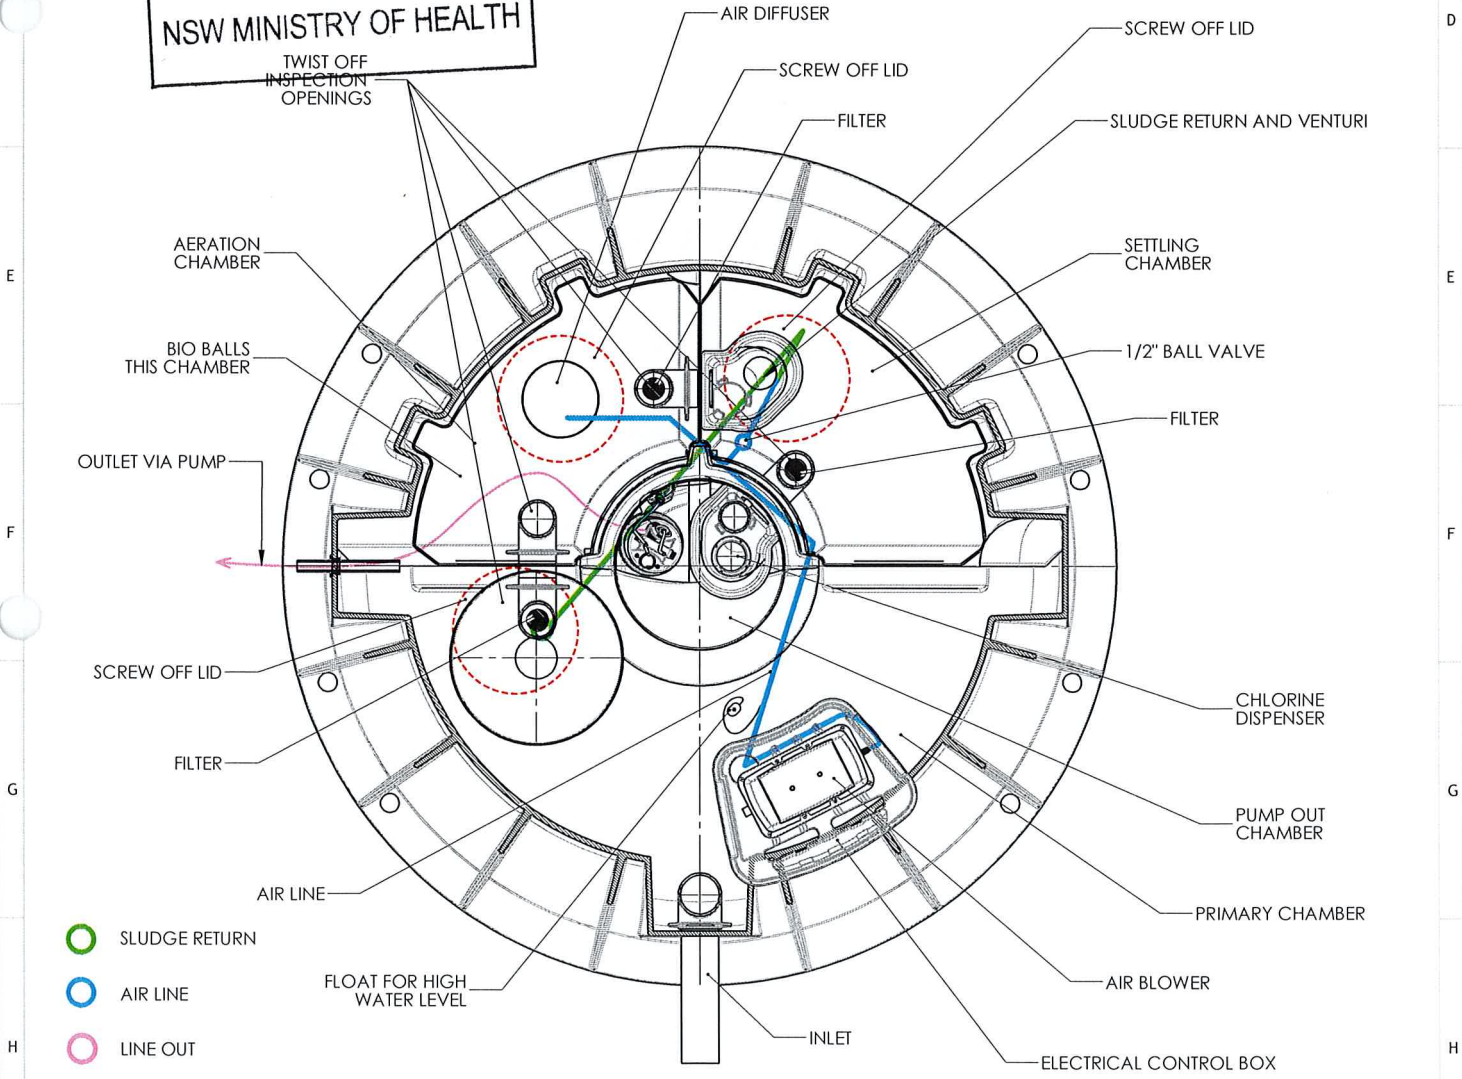 NSW MINISTRY OF HEALTH
D
D
AIR DIFFUSER
SCREW OFF LID
TWIST OFF
INSPECTION
OPENINGS
SCREW OFF LID
FILTER
SLUDGE RETURN AND VENTURI
AERATION
CHAMBER
SETTLING
CHAMBER
E
E
BIO BALLS
THIS CHAMBER
1/2" BALL VALVE
FILTER
OUTLET VIA PUMP
F
F
SCREW OFF LID
CHLORINE
DISPENSER
FILTER
G
G
PUMP OUT
CHAMBER
AIR LINE
PRIMARY CHAMBER
SLUDGE RETURN
FLOAT FOR HIGH
WATER LEVEL
AIR BLOWER
AIR LINE
INLET
LINE OUT
H
H
ELECTRICAL CONTROL BOX